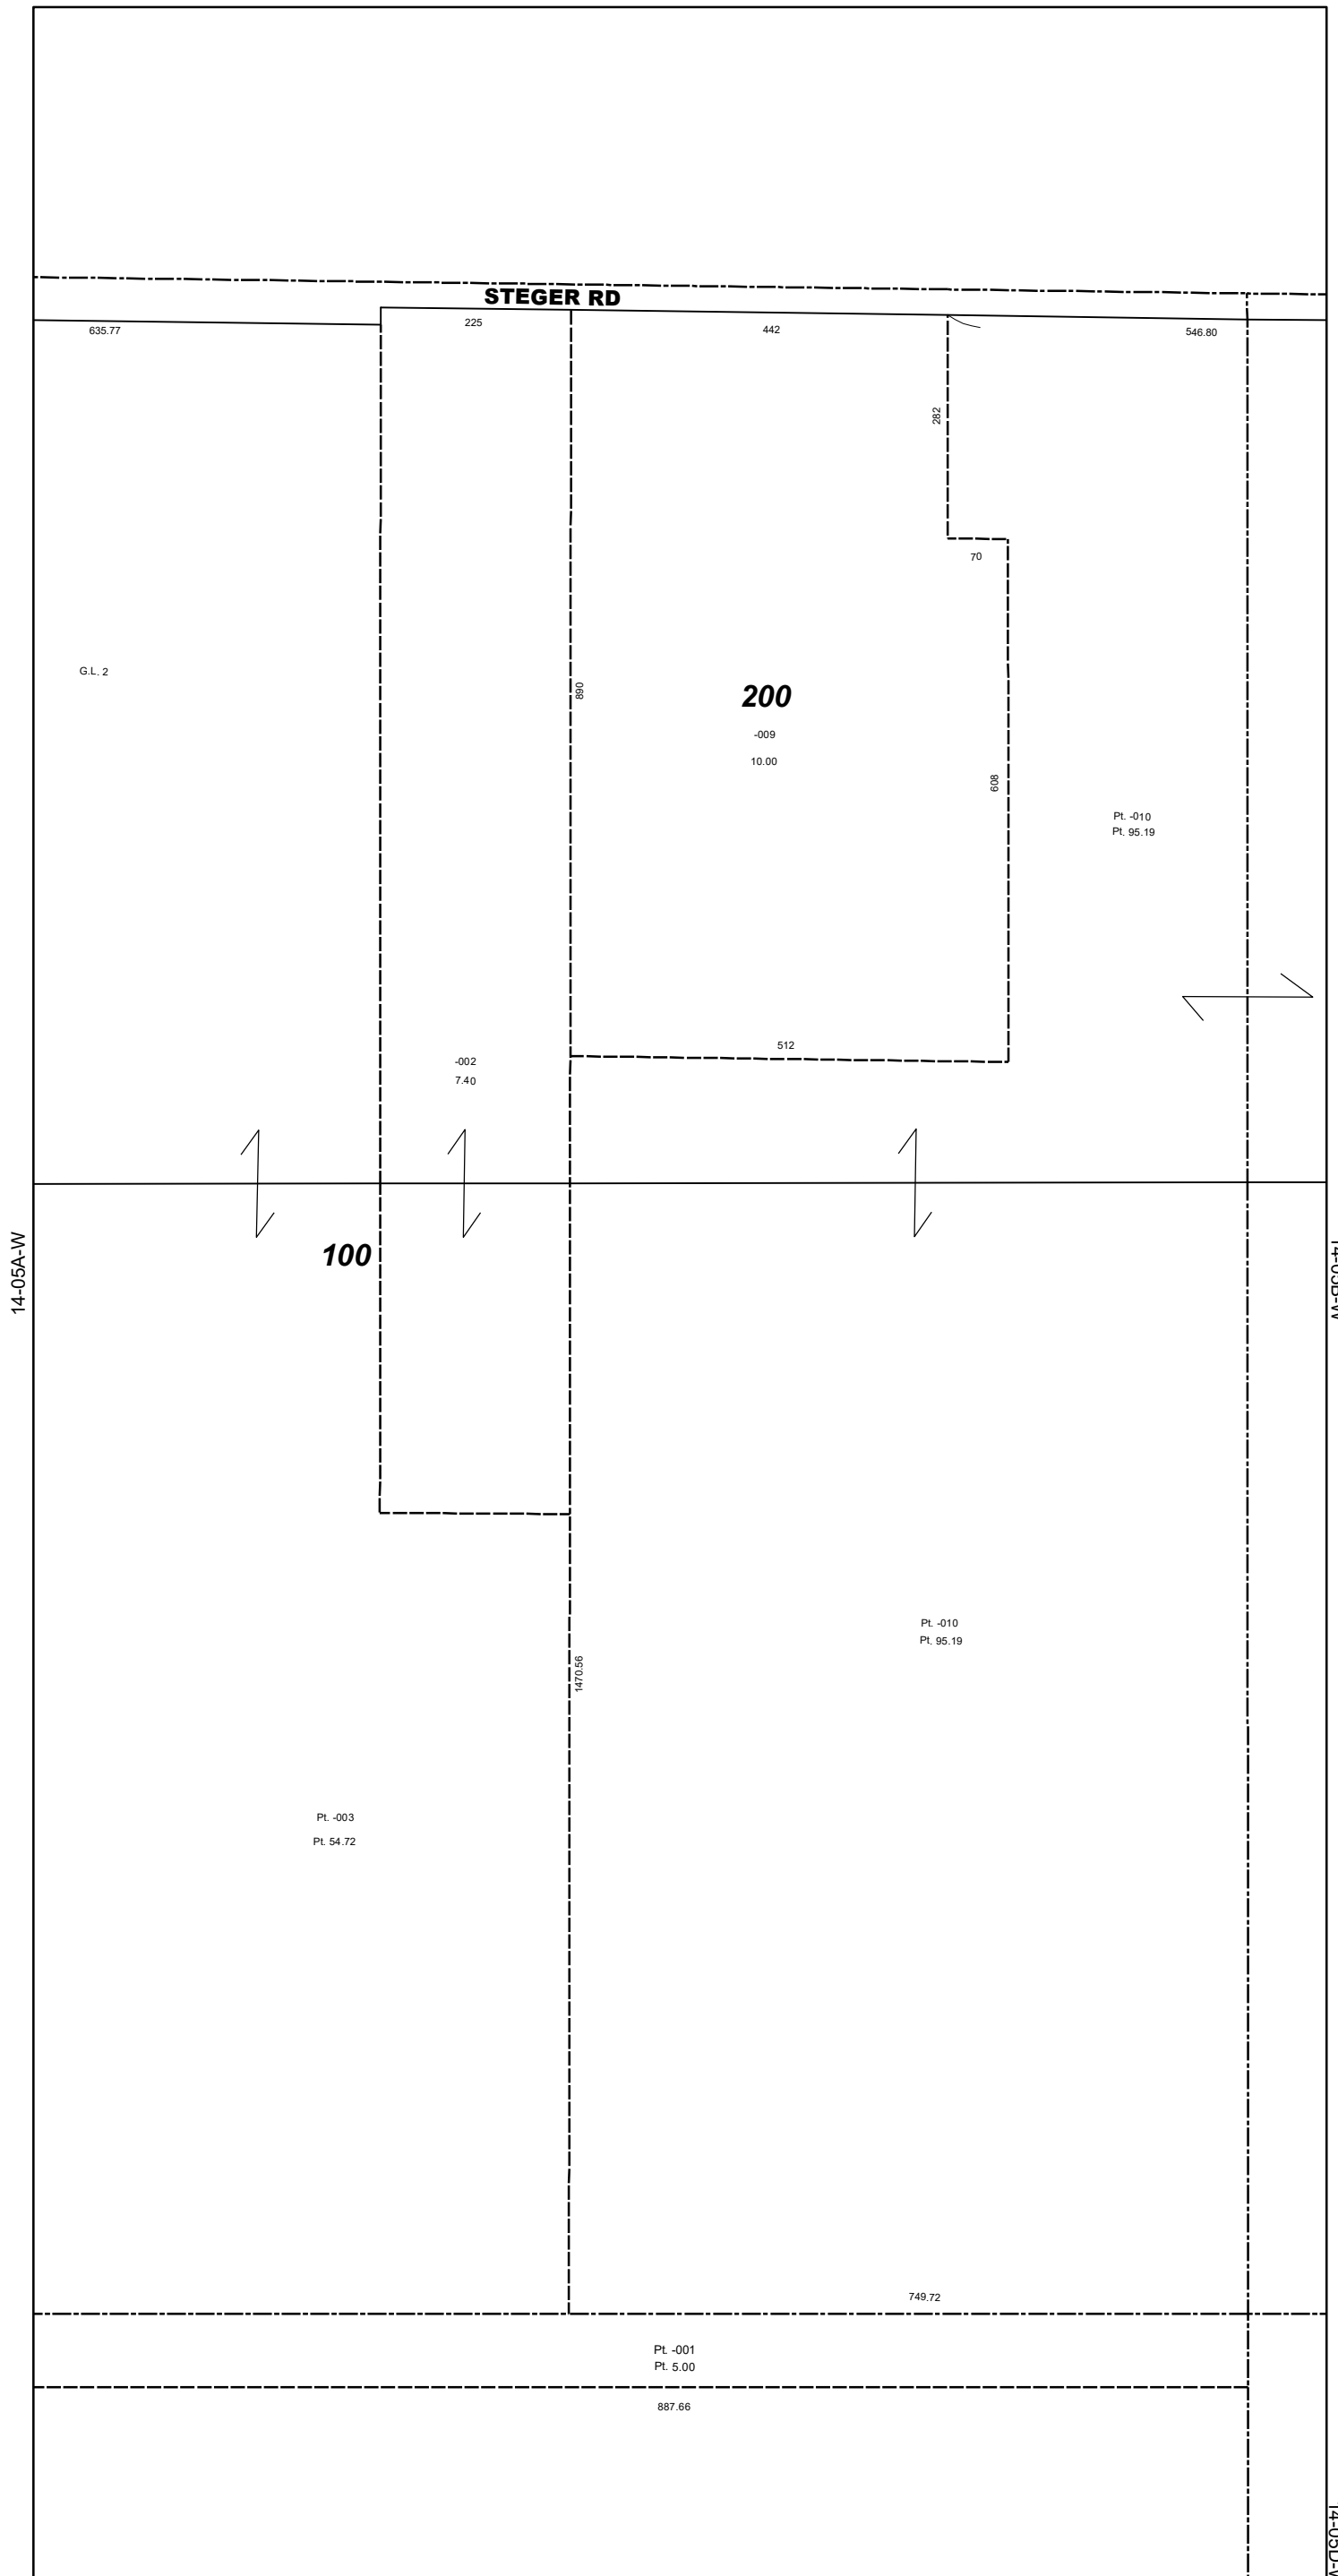 STEGER RD
635.77
225
442
546.80
282
70
G.L. 2
890
200
-009
10.00
608
Pt. -010
Pt. 95.19
512
-002
7.40
14-05A-W
100
1470.56
Pt. -010
Pt. 95.19
Pt. -003
Pt. 54.72
749.72
Pt. -001
Pt. 5.00
887.66